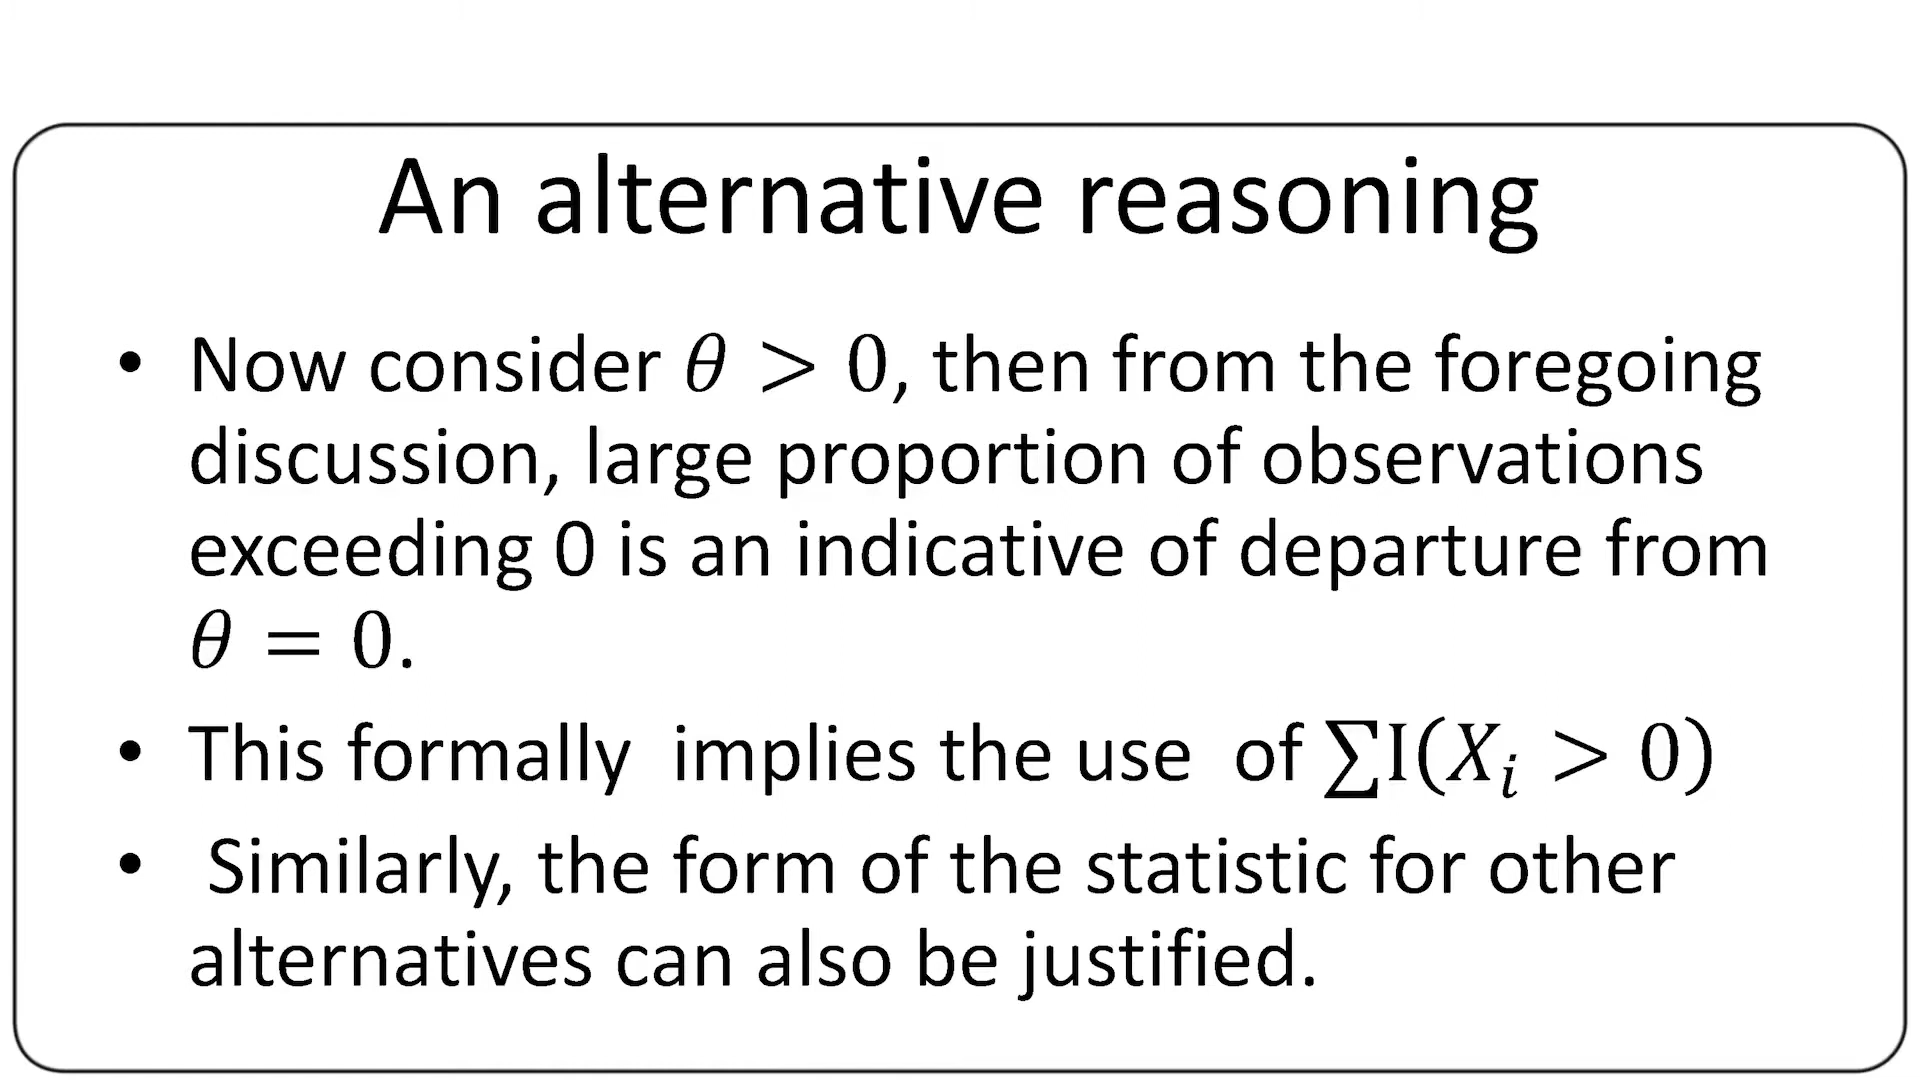 An alternative reasoning
• Now consider 𝜃 > 0, then from the foregoing
discussion, large proportion of observations
exceeding 0 is an indicative of departure from
𝜃 = 0.
• This formally implies the use of ∑I(𝑋ᵢ > 0)
• Similarly, the form of the statistic for other
alternatives can also be justified.